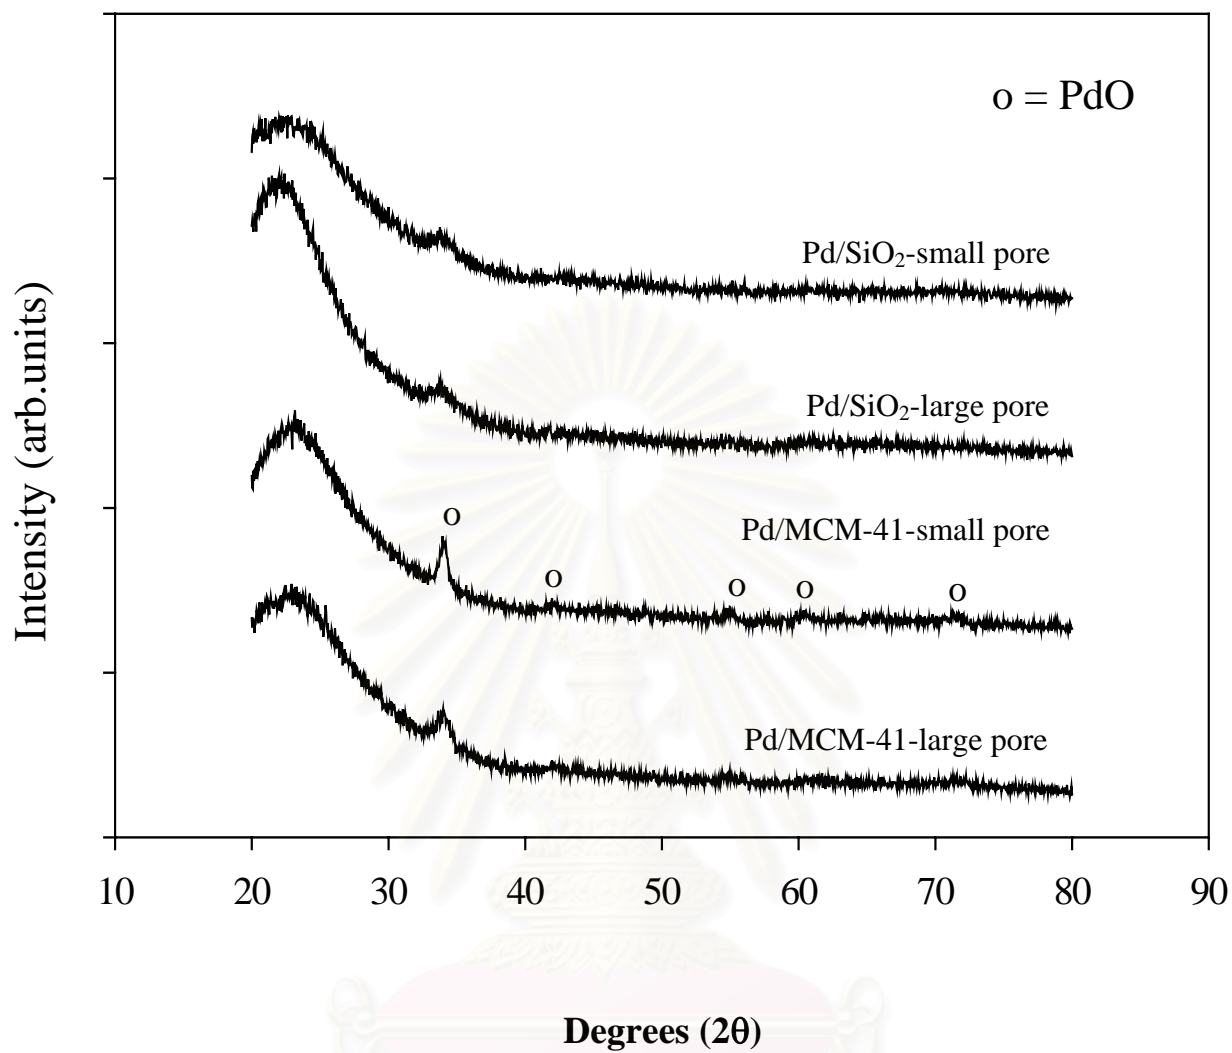 o = PdO
Pd/SiO₂-small pore
Pd/SiO₂-large pore
o
Pd/MCM-41-small pore
o o o o
Pd/MCM-41-large pore
Intensity (arb.units)
10 20 30 40 50 60 70 80 90
Degrees (2θ)